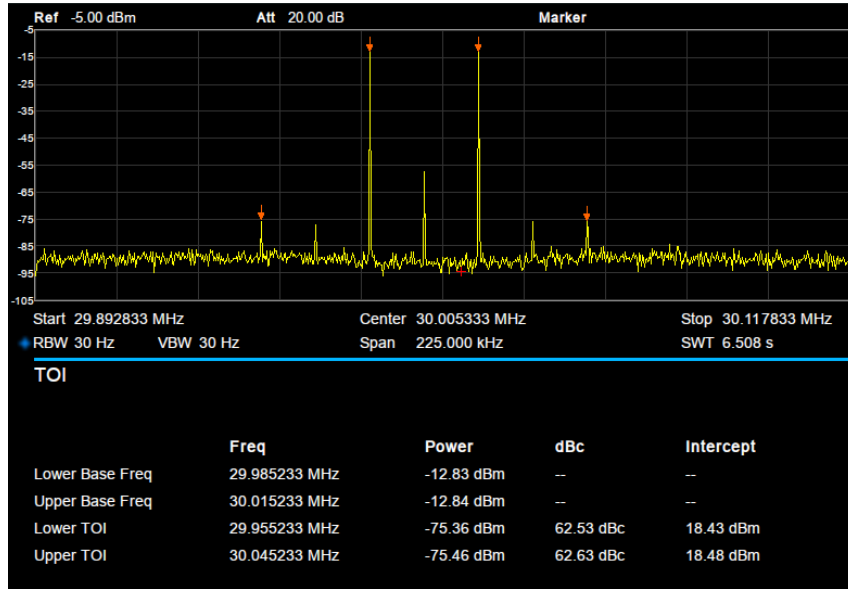 Ref -5.00 dBm Att 20.00 dB Marker
-5
-15
-25
-35
-45
-55
-65
-75
-85
-95
-105
Start 29.892833 MHz Center 30.005333 MHz Stop 30.117833 MHz
RBW 30 Hz VBW 30 Hz Span 225.000 kHz SWT 6.508 s
TOI
Freq Power dBc Intercept
Lower Base Freq 29.985233 MHz -12.83 dBm -- --
Upper Base Freq 30.015233 MHz -12.84 dBm -- --
Lower TOI 29.955233 MHz -75.36 dBm 62.53 dBc 18.43 dBm
Upper TOI 30.045233 MHz -75.46 dBm 62.63 dBc 18.48 dBm